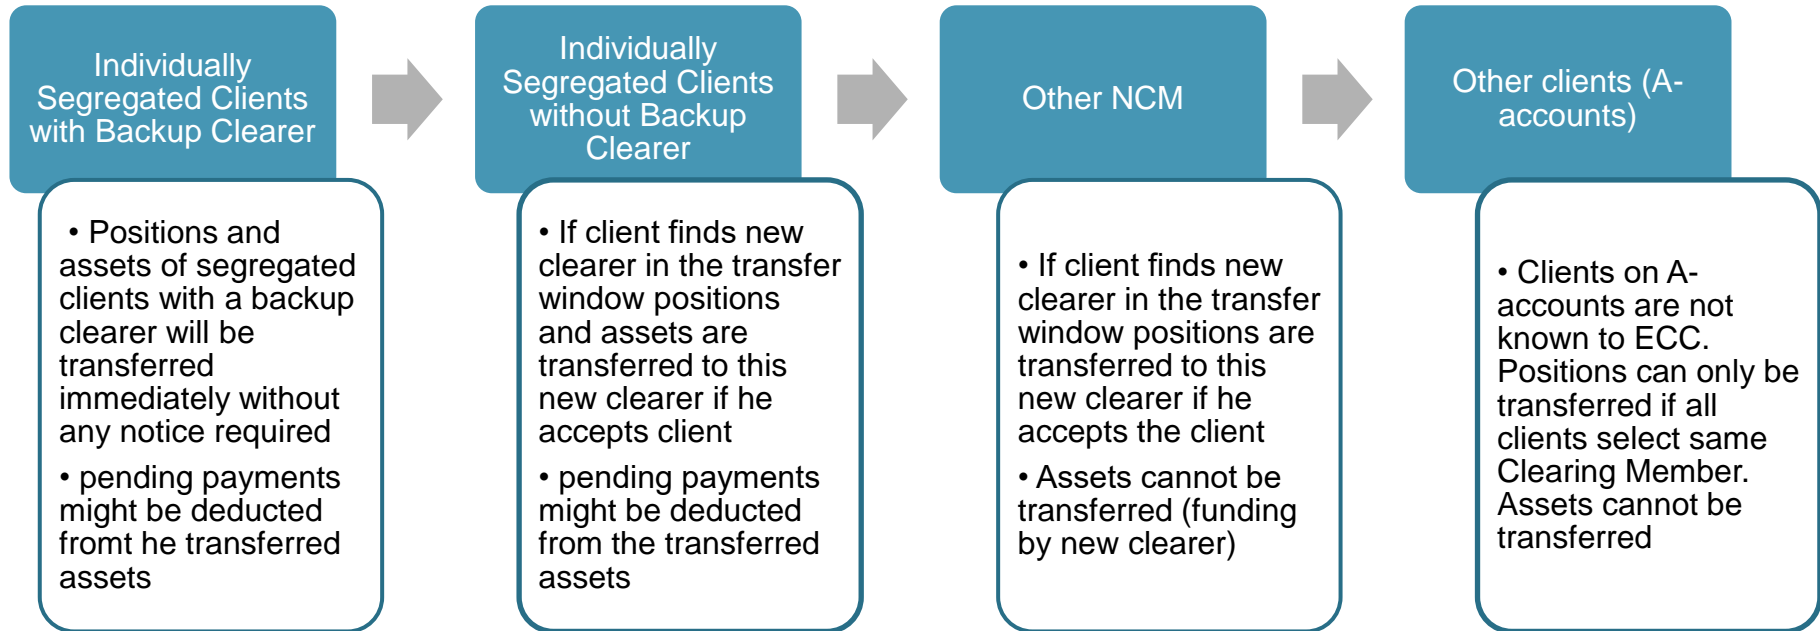 Individually
Segregated Clients
with Backup Clearer
• Positions and
assets of segregated
clients with a backup
clearer will be
transferred
immediately without
any notice required
• pending payments
might be deducted
fromt he transferred
assets
Individually
Segregated Clients
without Backup
Clearer
• If client finds new
clearer in the transfer
window positions
and assets are
transferred to this
new clearer if he
accepts client
• pending payments
might be deducted
from the transferred
assets
Other NCM
• If client finds new
clearer in the transfer
window positions are
transferred to this
new clearer if he
accepts the client
• Assets cannot be
transferred (funding
by new clearer)
Other clients (A-
accounts)
• Clients on A-
accounts are not
known to ECC.
Positions can only be
transferred if all
clients select same
Clearing Member.
Assets cannot be
transferred